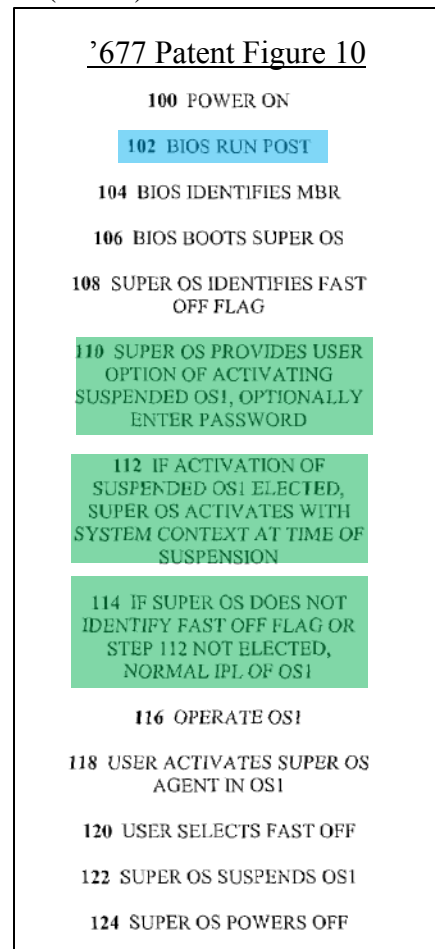 '677 Patent Figure 10
100 POWER ON
102 BIOS RUN POST
104 BIOS IDENTIFIES MBR
106 BIOS BOOTS SUPER OS
108 SUPER OS IDENTIFIES FAST
OFF FLAG
110 SUPER OS PROVIDES USER
OPTION OF ACTIVATING
SUSPENDED OS1, OPTIONALLY
ENTER PASSWORD
112 IF ACTIVATION OF
SUSPENDED OS1 ELECTED,
SUPER OS ACTIVATES WITH
SYSTEM CONTEXT AT TIME OF
SUSPENSION
114 IF SUPER OS DOES NOT
IDENTIFY FAST OFF FLAG OR
STEP 112 NOT ELECTED,
NORMAL IPL OF OS1
116 OPERATE OS1
118 USER ACTIVATES SUPER OS
AGENT IN OS1
120 USER SELECTS FAST OFF
122 SUPER OS SUSPENDS OS1
124 SUPER OS POWERS OFF